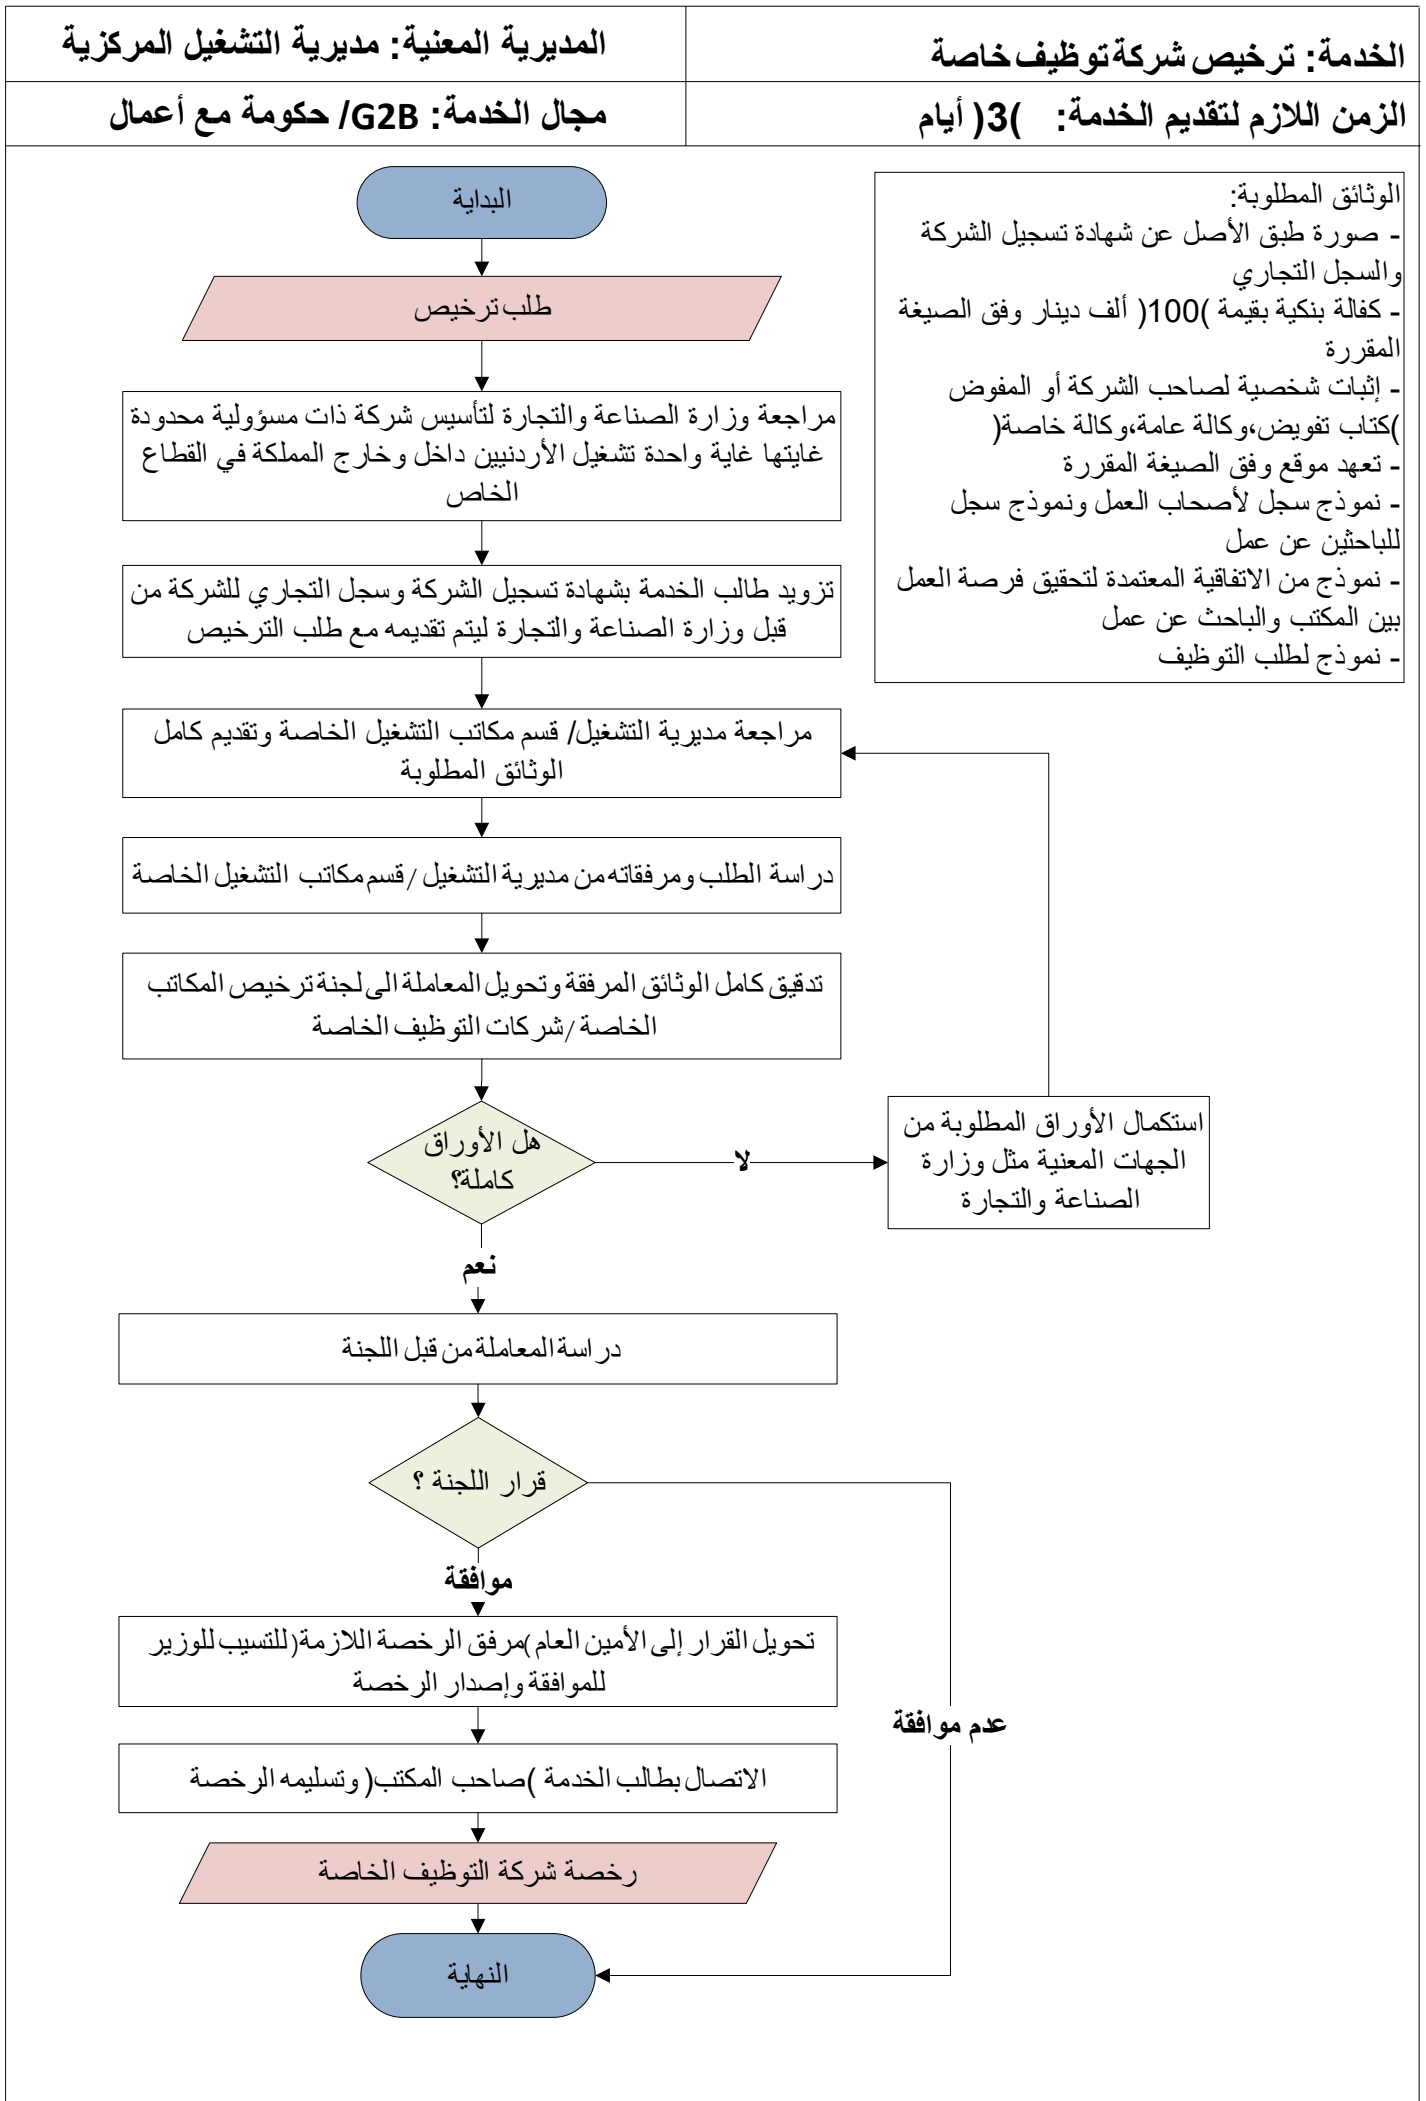 الخدمة: ترخيص شركة توظيف خاصة
المديرية المعنية: مديرية التشغيل المركزية
الزمن اللازم لتقديم الخدمة: )3( أيام
مجال الخدمة: G2B/ حكومة مع أعمال
الوثائق المطلوبة:
- صورة طبق الأصل عن شهادة تسجيل الشركة
والسجل التجاري
- كفالة بنكية بقيمة )100( ألف دينار وفق الصيغة
المقررة
- إثبات شخصية لصاحب الشركة أو المفوض
)كتاب تفويض،وكالة عامة،وكالة خاصة(
- تعهد موقع وفق الصيغة المقررة
- نموذج سجل لأصحاب العمل ونموذج سجل
للباحثين عن عمل
- نموذج من الاتفاقية المعتمدة لتحقيق فرصة العمل
بين المكتب والباحث عن عمل
- نموذج لطلب التوظيف
البداية
طلب ترخيص
مراجعة وزارة الصناعة والتجارة لتأسيس شركة ذات مسؤولية محدودة
غايتها غاية واحدة تشغيل الأردنيين داخل وخارج المملكة في القطاع
الخاص
تزويد طالب الخدمة بشهادة تسجيل الشركة وسجل التجاري للشركة من
قبل وزارة الصناعة والتجارة ليتم تقديمه مع طلب الترخيص
مراجعة مديرية التشغيل/ قسم مكاتب التشغيل الخاصة وتقديم كامل
الوثائق المطلوبة
دراسة الطلب ومرفقاته من مديرية التشغيل /قسم مكاتب التشغيل الخاصة
تدقيق كامل الوثائق المرفقة وتحويل المعاملة الى لجنة ترخيص المكاتب
الخاصة /شركات التوظيف الخاصة
هل الأوراق
كاملة؟
لا
استكمال الأوراق المطلوبة من
الجهات المعنية مثل وزارة
الصناعة والتجارة
نعم
دراسة المعاملة من قبل اللجنة
قرار اللجنة ؟
موافقة
تحويل القرار إلى الأمين العام )مرفق الرخصة اللازمة( للتسيب للوزير
للموافقة وإصدار الرخصة
عدم موافقة
الاتصال بطالب الخدمة )صاحب المكتب( وتسليمه الرخصة
رخصة شركة التوظيف الخاصة
النهاية